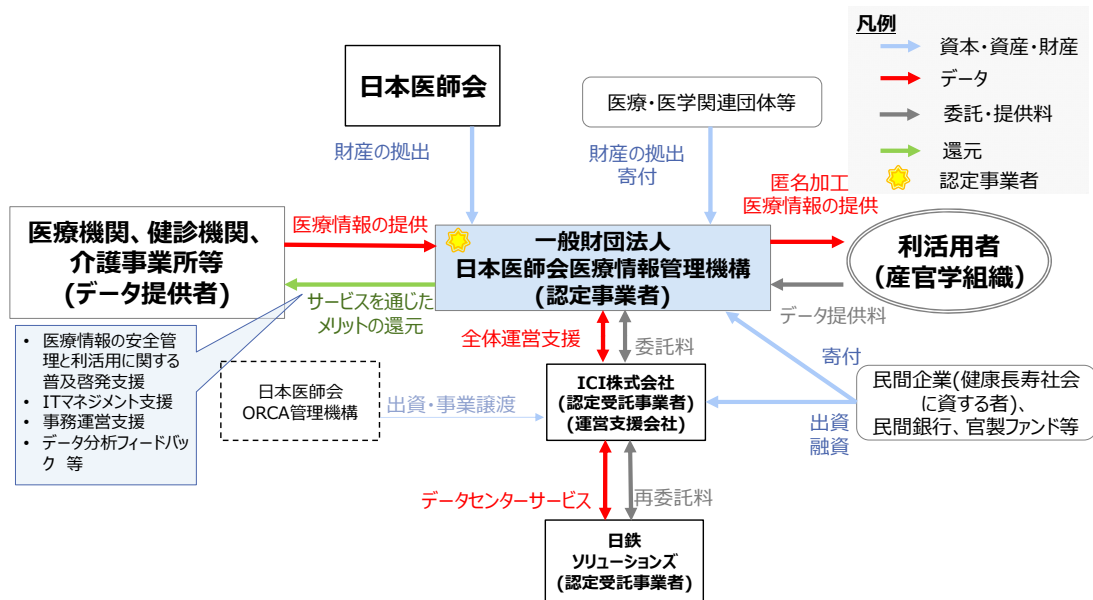 凡例
資本・資産・財産
データ
委託・提供料
還元
認定事業者
日本医師会
医療・医学関連団体等
財産の拠出
財産の拠出
寄付
匿名加工
医療情報の提供
医療機関、健診機関、
介護事業所等
(データ提供者)
医療情報の提供
一般財団法人
日本医師会医療情報管理機構
(認定事業者)
利活用者
(産官学組織)
サービスを通じた
メリットの還元
データ提供料
• 医療情報の安全管
理と利活用に関する
普及啓発支援
• ITマネジメント支援
• 事務運営支援
• データ分析フィードバッ
ク 等
全体運営支援
委託料
寄付
日本医師会
ORCA管理機構
出資・事業譲渡
ICI株式会社
(認定受託事業者)
(運営支援会社)
出資
融資
民間企業(健康長寿社会
に資する者)、
民間銀行、官製ファンド等
データセンターサービス
再委託料
日鉄
ソリューションズ
(認定受託事業者)